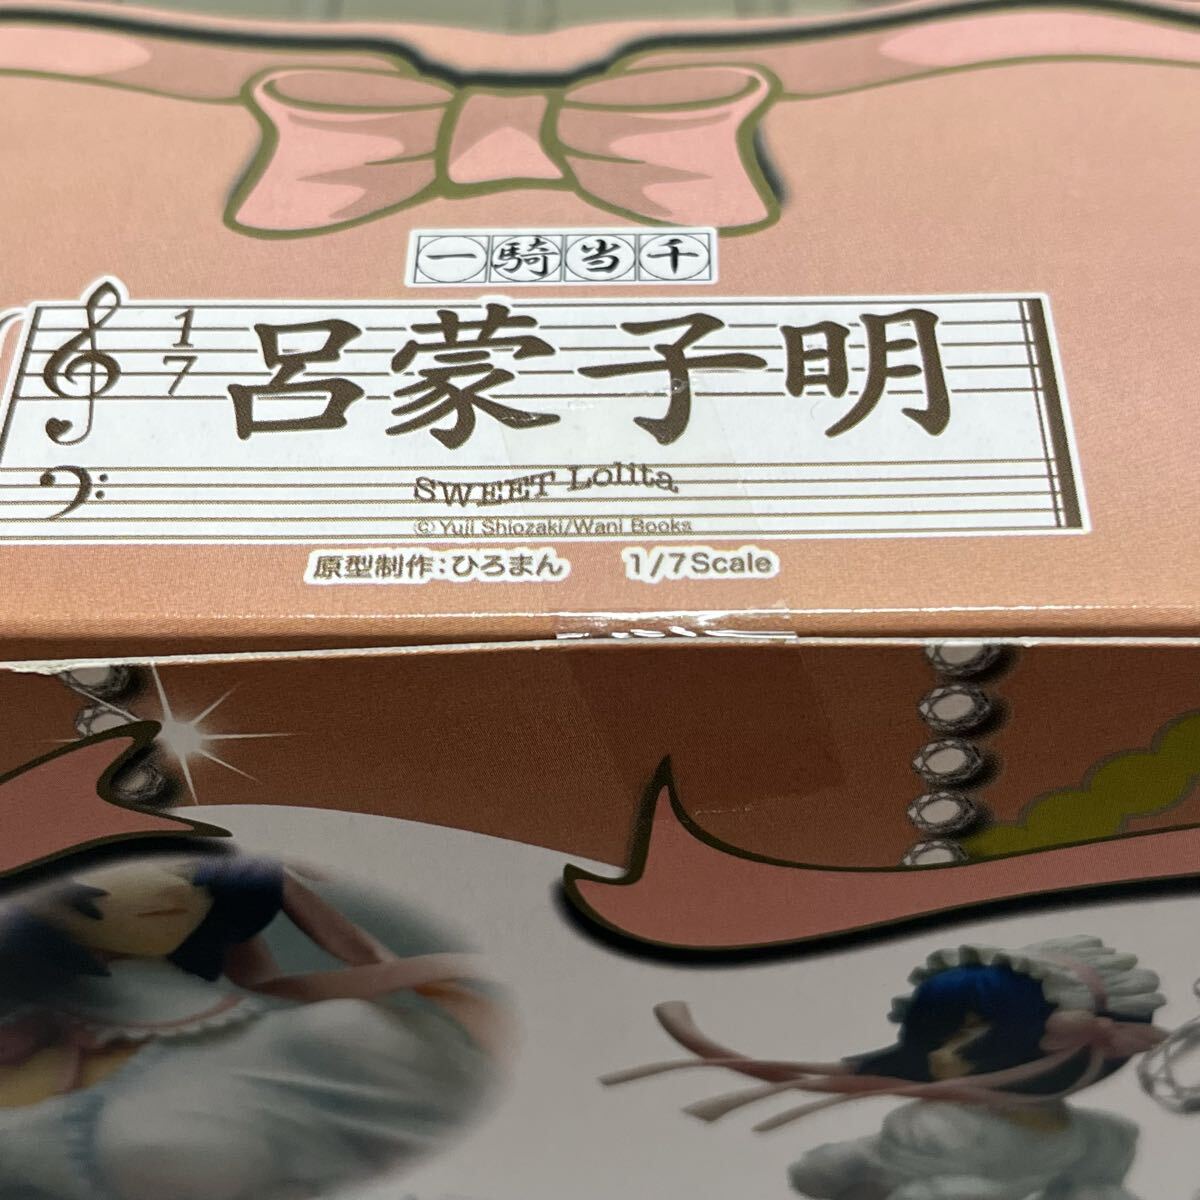 一騎当千
1
7
呂蒙子明
SWEET Lolita
© Yuji Shiozaki/Wani Books
原型制作：ひろまん 1/7Scale